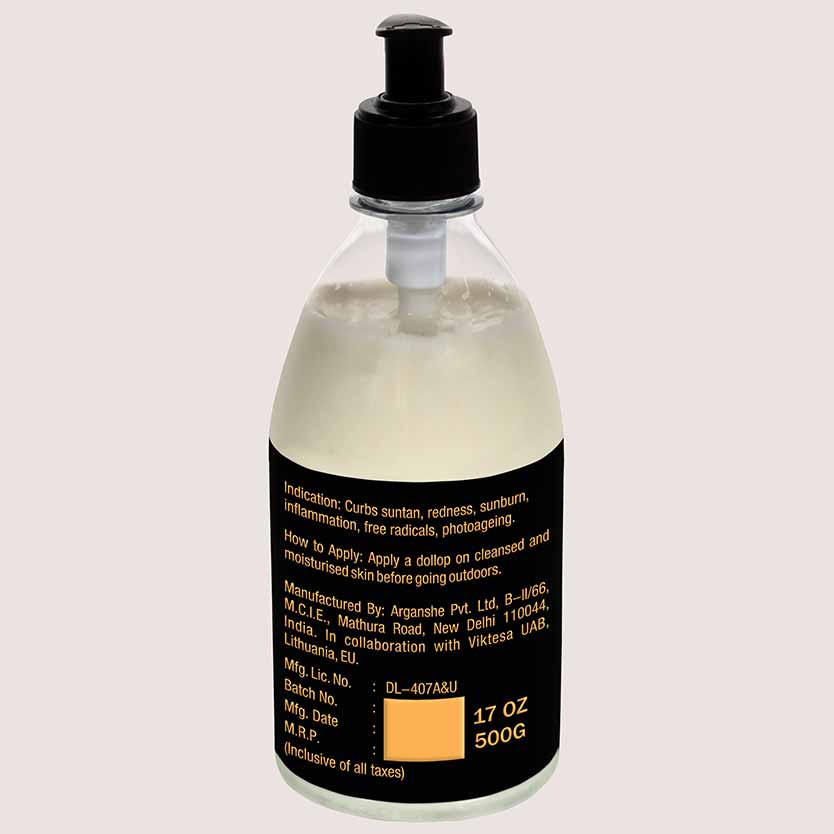 Indication: Curbs suntan, redness, sunburn,
inflammation, free radicals, photoageing.
How to Apply: Apply a dollop on cleansed and
moisturised skin before going outdoors.
Manufactured By: Arganshe Pvt. Ltd, B–II/66,
M.C.I.E., Mathura Road, New Delhi 110044,
India. In collaboration with Viktesa UAB,
Lithuania, EU.
Mfg. Lic. No. : DL–407A&U
Batch No. :
Mfg. Date :
M.R.P. :
(Inclusive of all taxes)
17 OZ
500G